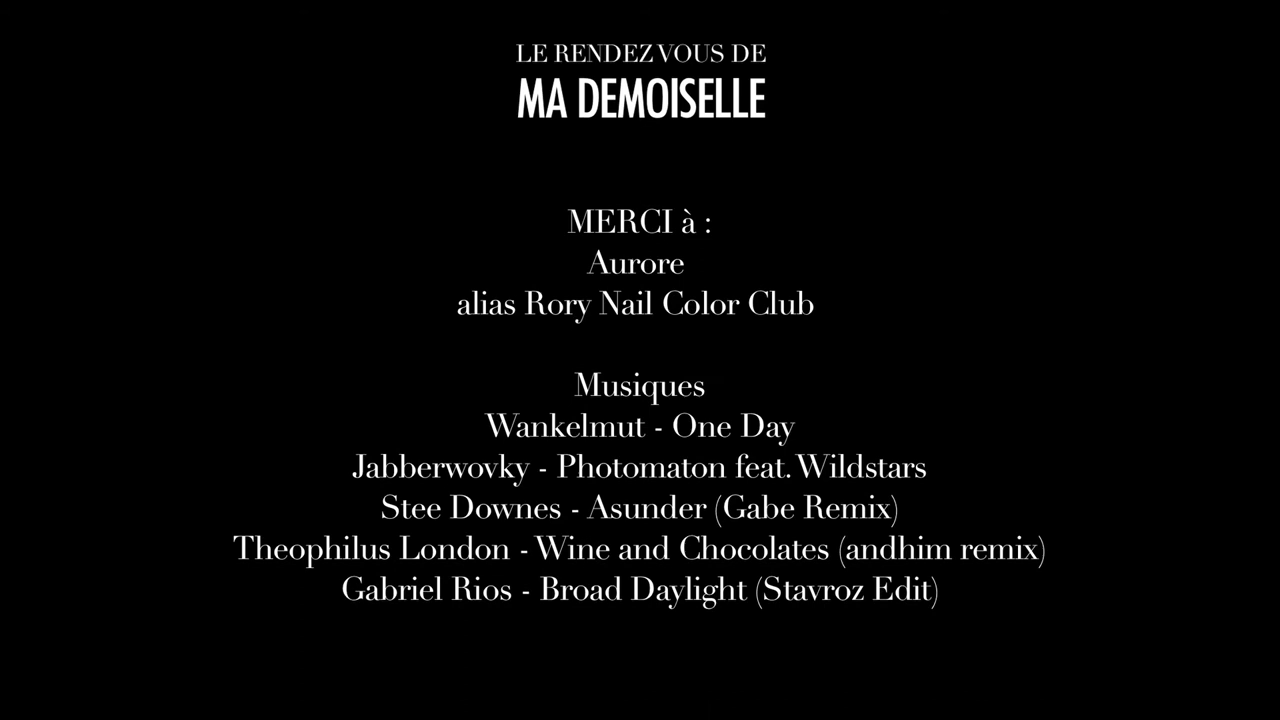 LE RENDEZ VOUS DE
MA DEMOISELLE
MERCI à :
Aurore
alias Rory Nail Color Club
Musiques
Wankelmut - One Day
Jabberwovky - Photomaton feat. Wildstars
Stee Downes - Asunder (Gabe Remix)
Theophilus London - Wine and Chocolates (andhim remix)
Gabriel Rios - Broad Daylight (Stavroz Edit)